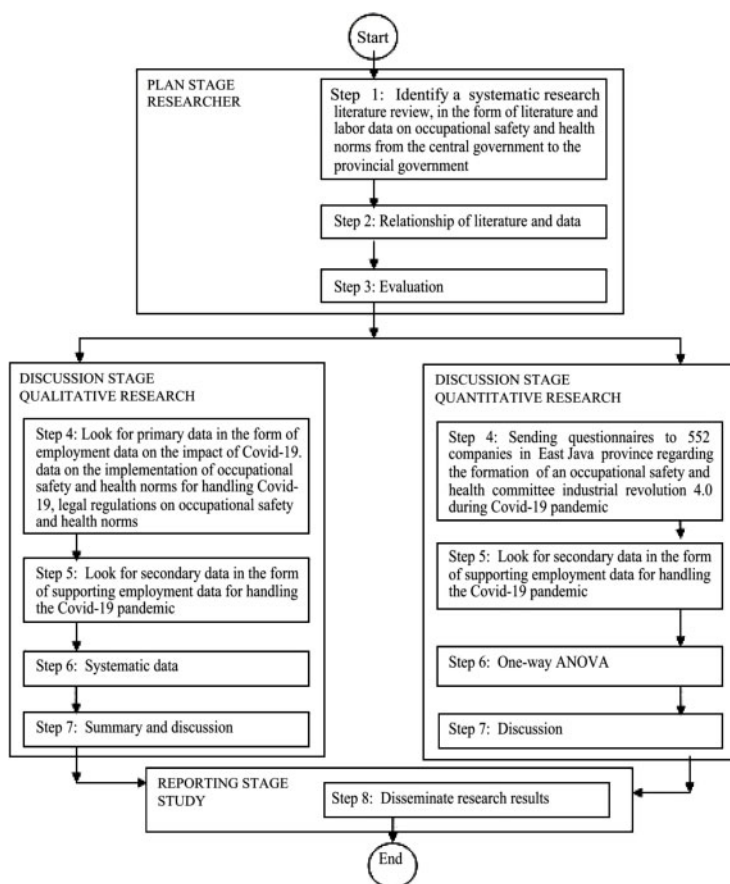 Start
PLAN STAGE
RESEARCHER
Step 1: Identify a systematic research
literature review, in the form of literature and
labor data on occupational safety and health
norms from the central government to the
provincial government
Step 2: Relationship of literature and data
Step 3: Evaluation
DISCUSSION STAGE
QUALITATIVE RESEARCH
Step 4: Look for primary data in the form of
employment data on the impact of Covid-19.
data on the implementation of occupational
safety and health norms for handling Covid-
19, legal regulations on occupational safety
and health norms
Step 5: Look for secondary data in the form
of supporting employment data for handling
the Covid-19 pandemic
Step 6: Systematic data
Step 7: Summary and discussion
DISCUSSION STAGE
QUANTITATIVE RESEARCH
Step 4: Sending questionnaires to 552
companies in East Java province regarding
the formation of an occupational safety and
health committee industrial revolution 4.0
during Covid-19 pandemic
Step 5: Look for secondary data in the form
of supporting employment data for handling
the Covid-19 pandemic
Step 6: One-way ANOVA
Step 7: Discussion
REPORTING STAGE
STUDY
Step 8: Disseminate research results
End